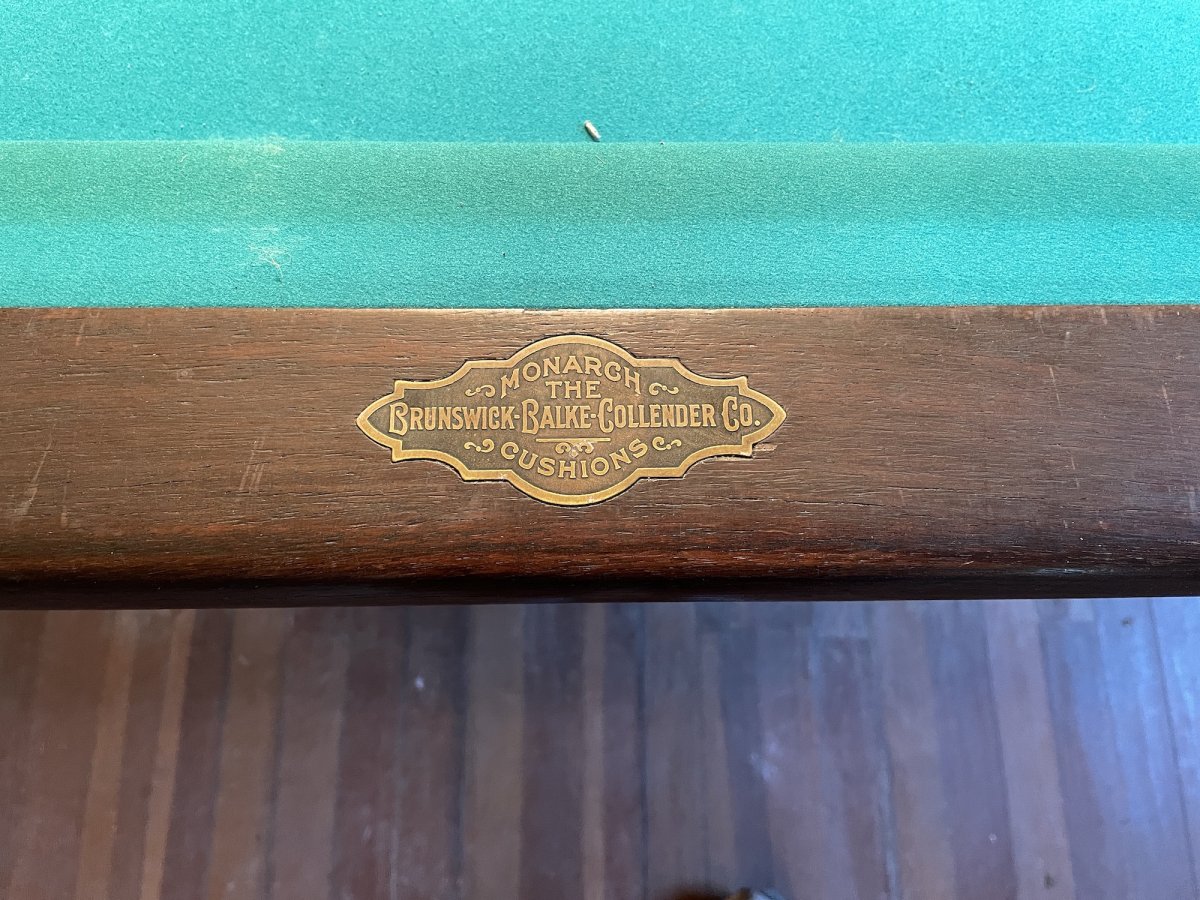 MONARCH
THE
BRUNSWICK-BALKE-COLLENDER CO.
CUSHIONS